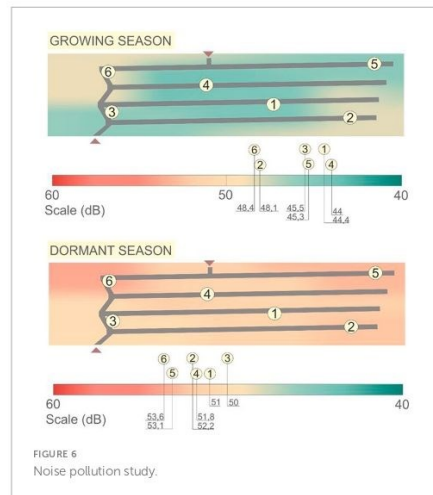 GROWING SEASON
5
6
4
1
3
2
6 3 1
2 5 4
60 50 40
Scale (dB)
48,4 48,1 45,5 44
45,3 44,4
DORMANT SEASON
5
6
4
1
3
2
6 2 3
5 4 1
51 50
60 40
Scale (dB)
53,6 51,8
53,1 52,2
FIGURE 6
Noise pollution study.